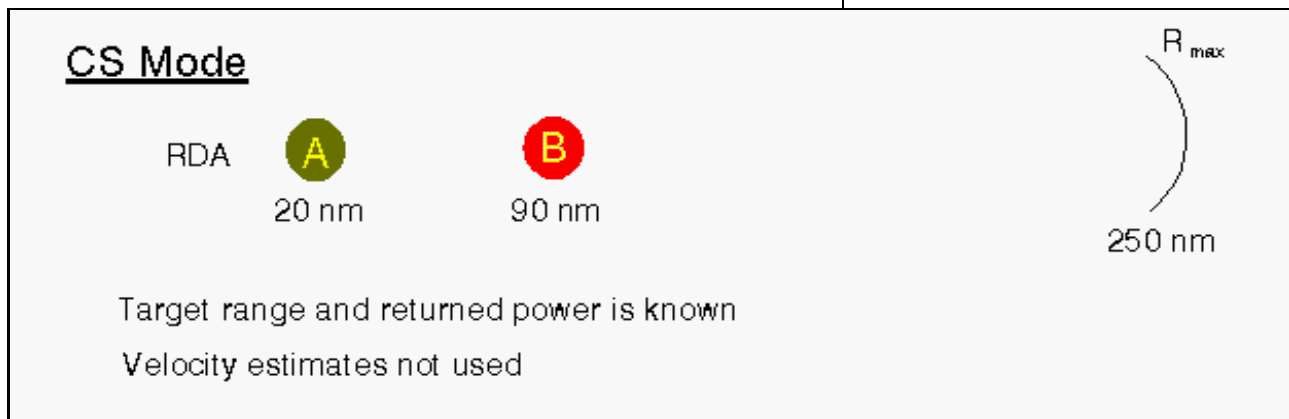 CS Mode
R max
RDA A B
20 nm 90 nm
250 nm
Target range and returned power is known
Velocity estimates not used